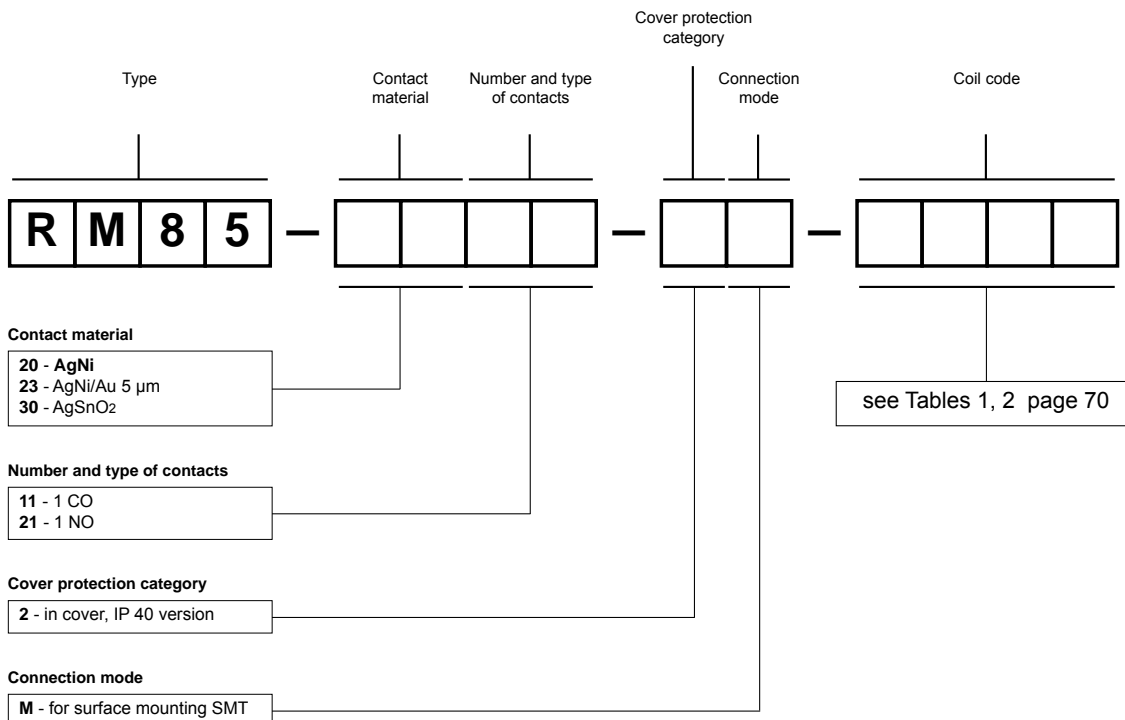 Cover protection
category
Type
Contact
material
Number and type
of contacts
Connection
mode
Coil code
R M 8 5 – – –
Contact material
20 - AgNi
23 - AgNi/Au 5 µm
30 - AgSnO2
see Tables 1, 2 page 70
Number and type of contacts
11 - 1 CO
21 - 1 NO
Cover protection category
2 - in cover, IP 40 version
Connection mode
M - for surface mounting SMT